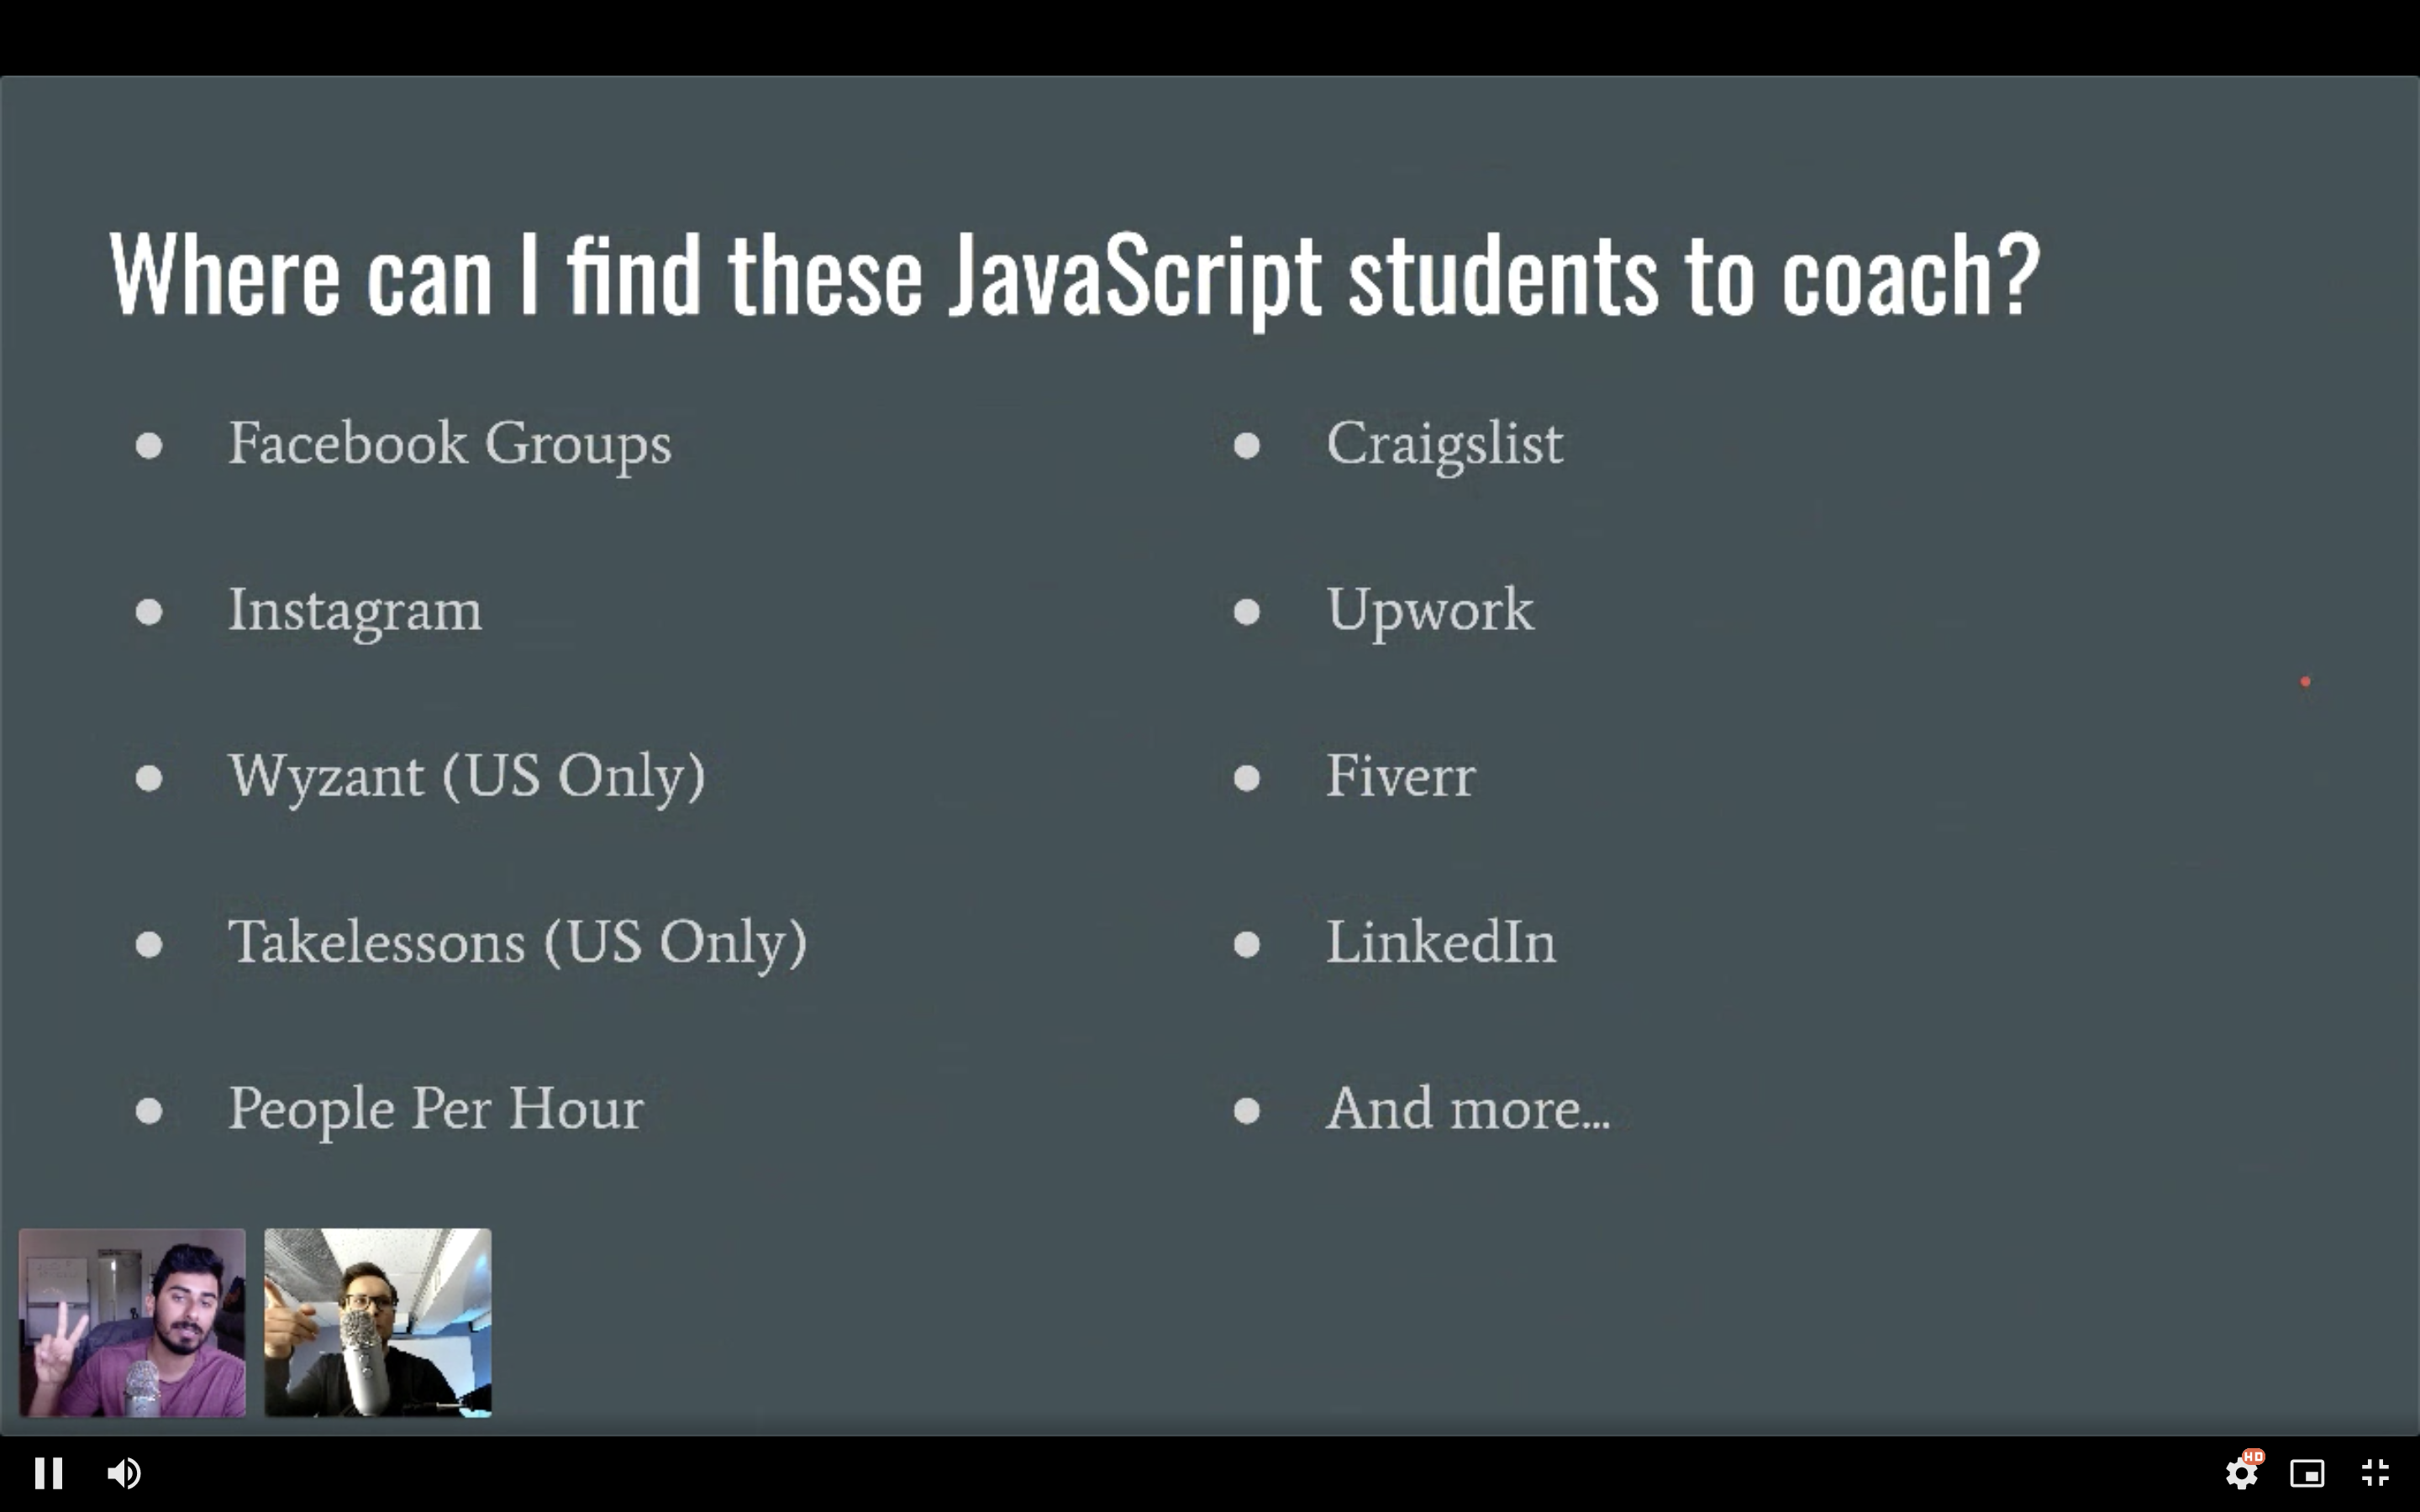 Where can I find these JavaScript students to coach?
Facebook Groups
Instagram
Wyzant (US Only)
Takelessons (US Only)
People Per Hour
Craigslist
Upwork
Fiverr
LinkedIn
And more...
HD